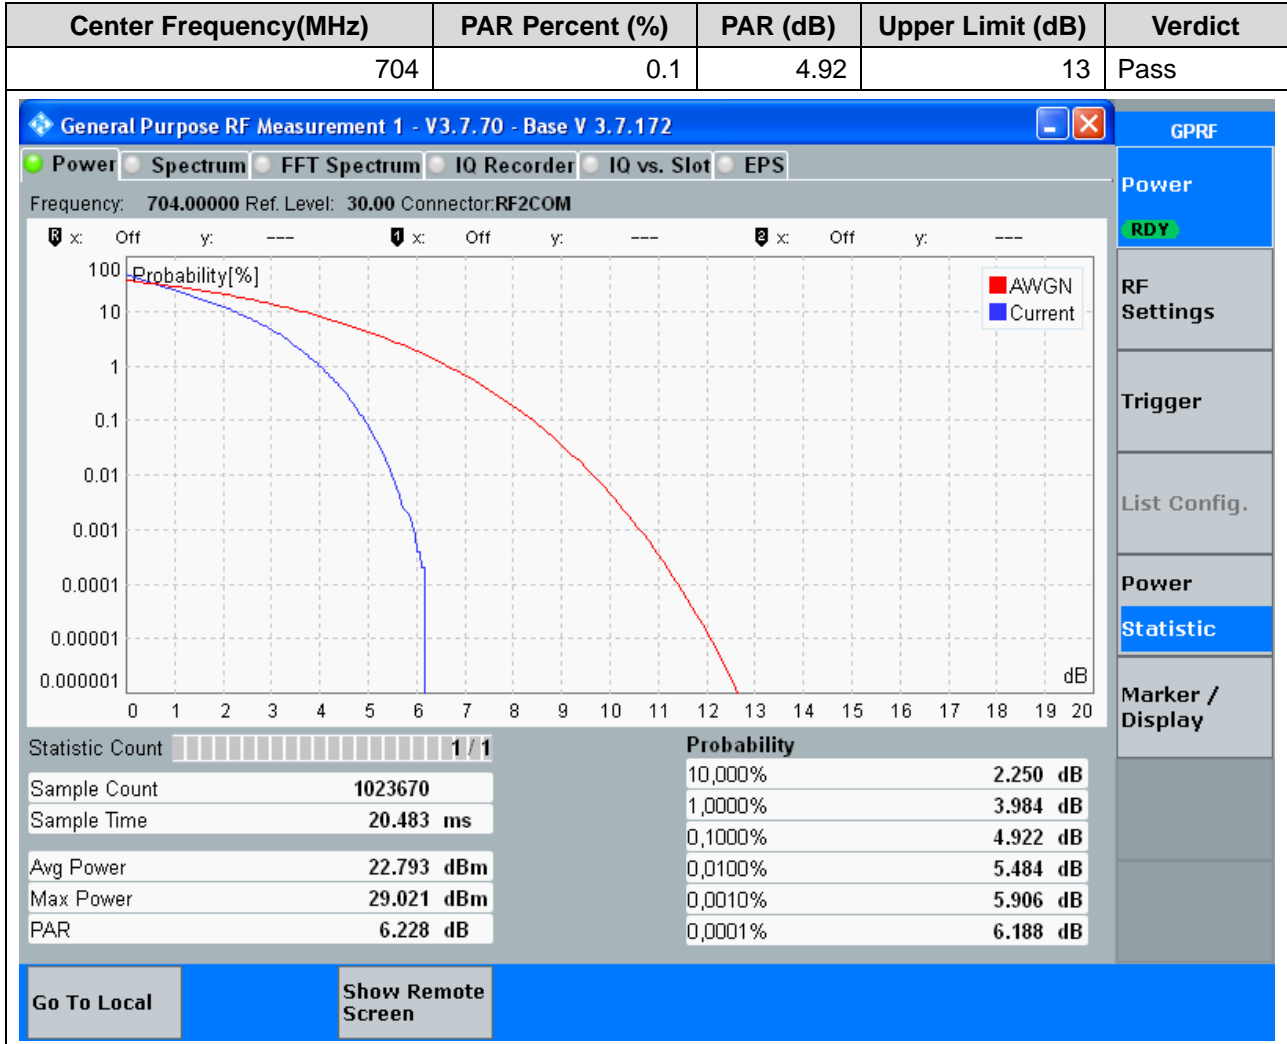 Center Frequency(MHz) PAR Percent (%) PAR (dB) Upper Limit (dB) Verdict
704 0.1 4.92 13 Pass
General Purpose RF Measurement 1 - V3.7.70 - Base V 3.7.172
GPRF
Power Spectrum FFT Spectrum IQ Recorder IQ vs. Slot EPS
Frequency: 704.00000 Ref. Level: 30.00 Connector:RF2COM
R x: Off y: --- 1 x: Off y: --- 2 x: Off y: ---
Probability[%]
AWGN
Current
100
10
1
0.1
0.01
0.001
0.0001
0.00001
0.000001
dB
0 1 2 3 4 5 6 7 8 9 10 11 12 13 14 15 16 17 18 19 20
Statistic Count 1 / 1
Sample Count 1023670
Sample Time 20.483 ms
Avg Power 22.793 dBm
Max Power 29.021 dBm
PAR 6.228 dB
Probability
10,000% 2.250 dB
1,0000% 3.984 dB
0,1000% 4.922 dB
0,0100% 5.484 dB
0,0010% 5.906 dB
0,0001% 6.188 dB
Power
RDY
RF
Settings
Trigger
List Config.
Power
Statistic
Marker /
Display
Go To Local
Show Remote
Screen